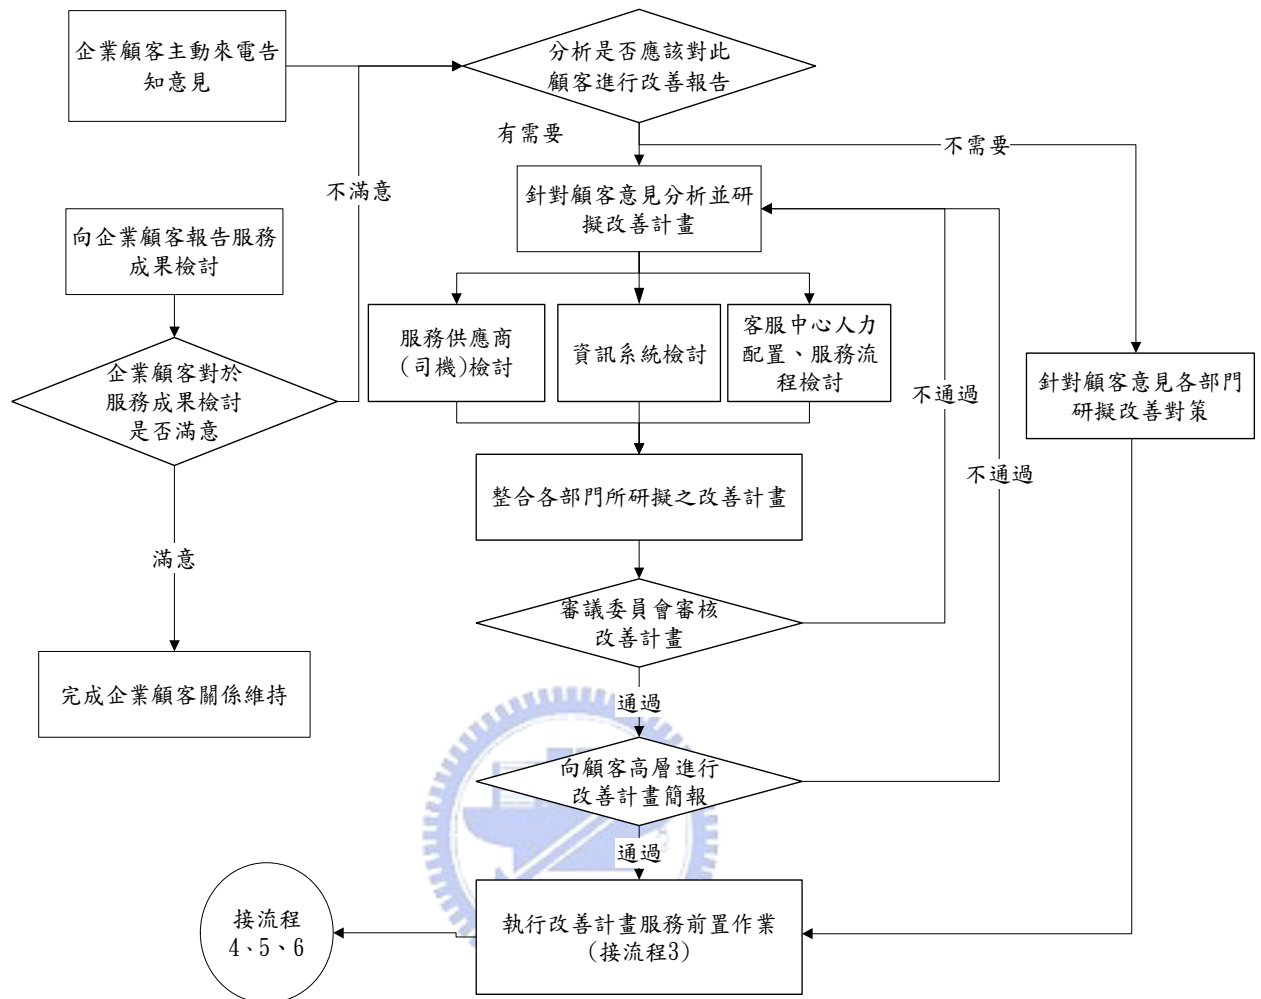 企業顧客主動來電告
知意見
分析是否應該對此
顧客進行改善報告
有需要
不需要
不滿意
針對顧客意見分析並研
擬改善計畫
向企業顧客報告服務
成果檢討
服務供應商
(司機)檢討
資訊系統檢討
客服中心人力
配置、服務流
程檢討
企業顧客對於
服務成果檢討
是否滿意
不通過
針對顧客意見各部門
研擬改善對策
不通過
整合各部門所研擬之改善計畫
滿意
審議委員會審核
改善計畫
完成企業顧客關係維持
通過
向顧客高層進行
改善計畫簡報
通過
接流程
4、5、6
執行改善計畫服務前置作業
(接流程3)